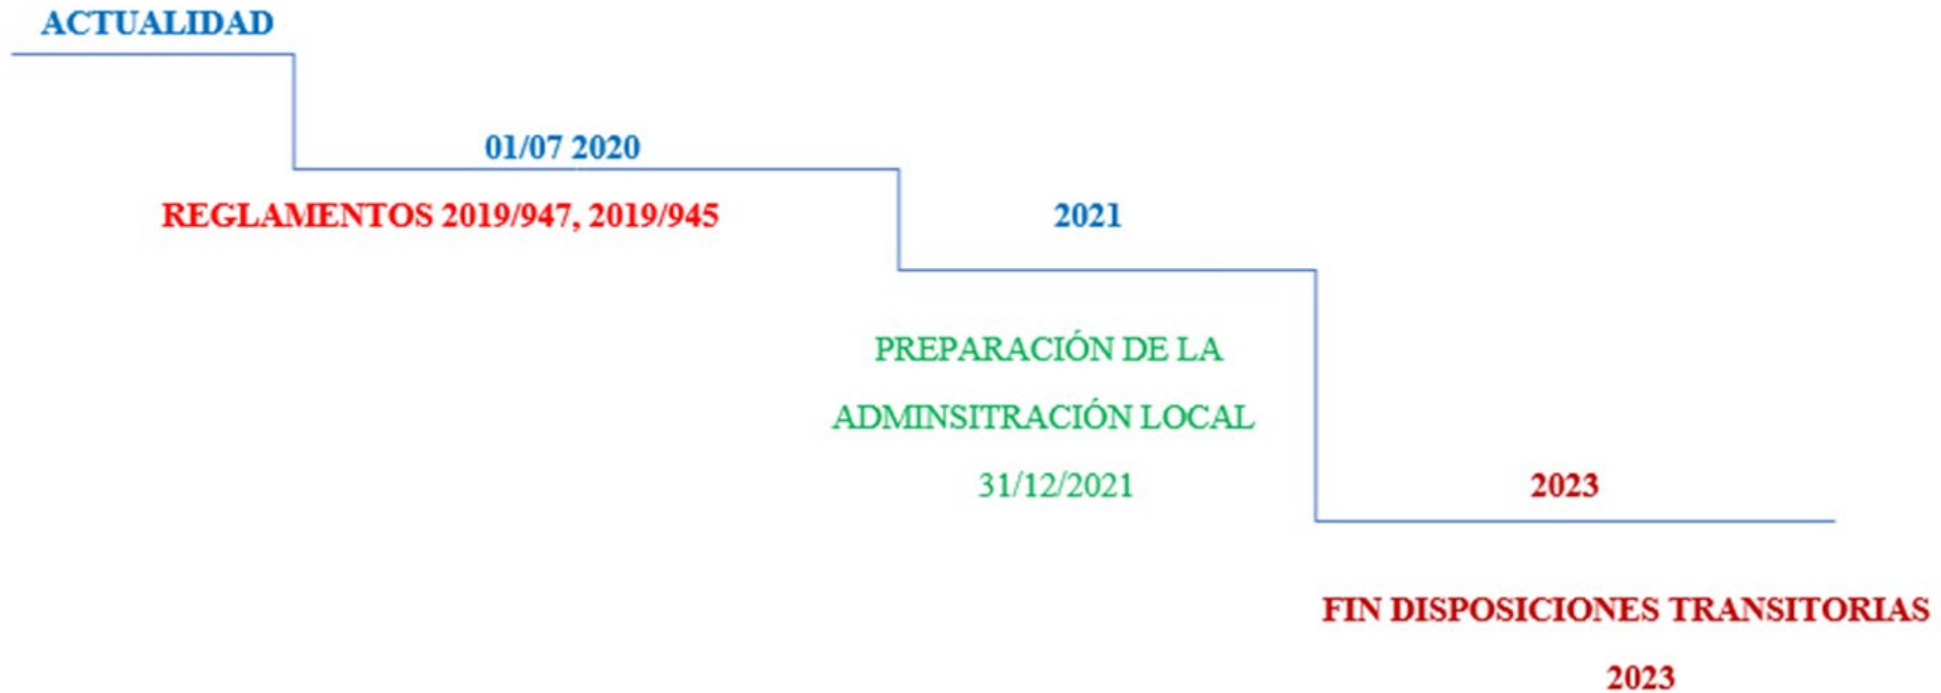 ACTUALIDAD
01/07 2020
REGLAMENTOS 2019/947, 2019/945
2021
PREPARACIÓN DE LA
ADMINSITRACIÓN LOCAL
31/12/2021
2023
FIN DISPOSICIONES TRANSITORIAS
2023